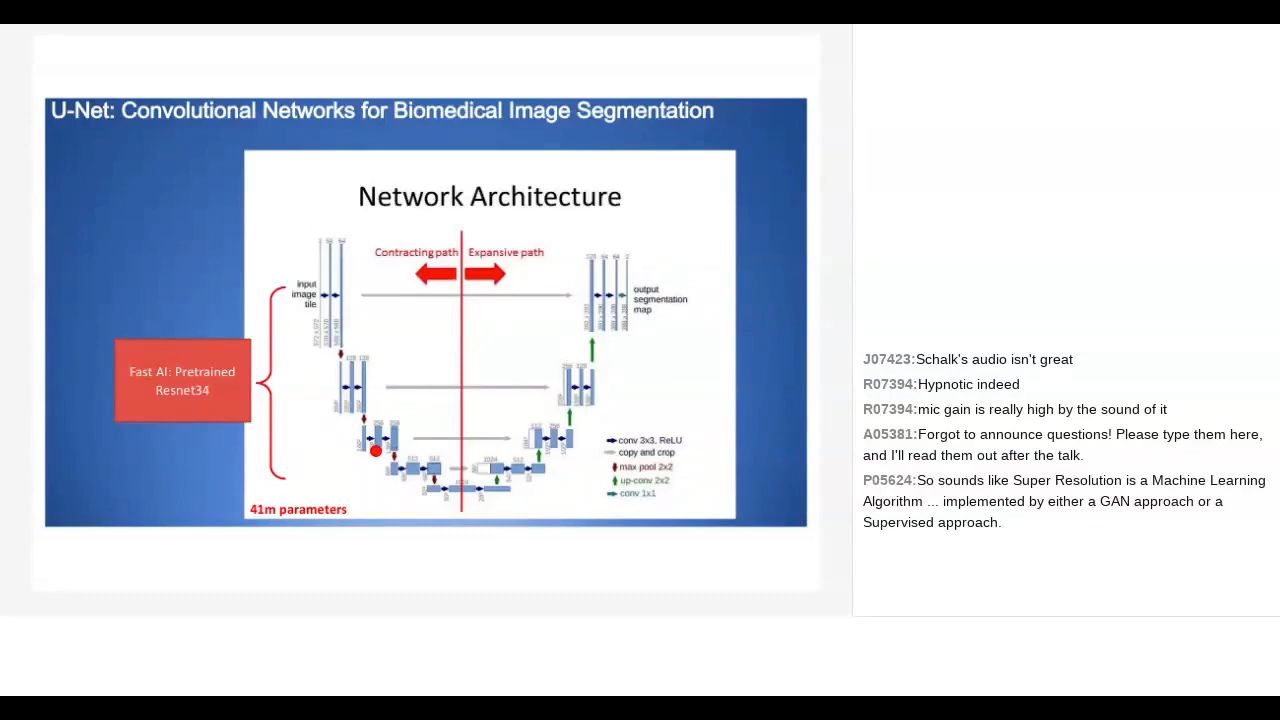 U-Net: Convolutional Networks for Biomedical Image Segmentation
Network Architecture
Contracting path
Expansive path
input
image
tile
output
segmentation
map
Fast AI: Pretrained
Resnet34
conv 3x3, ReLU
copy and crop
max pool 2x2
up-conv 2x2
conv 1x1
41m parameters
J07423:Schalk's audio isn't great
R07394:Hypnotic indeed
R07394:mic gain is really high by the sound of it
A05381:Forgot to announce questions! Please type them here,
and I'll read them out after the talk.
P05624:So sounds like Super Resolution is a Machine Learning
Algorithm ... implemented by either a GAN approach or a
Supervised approach.